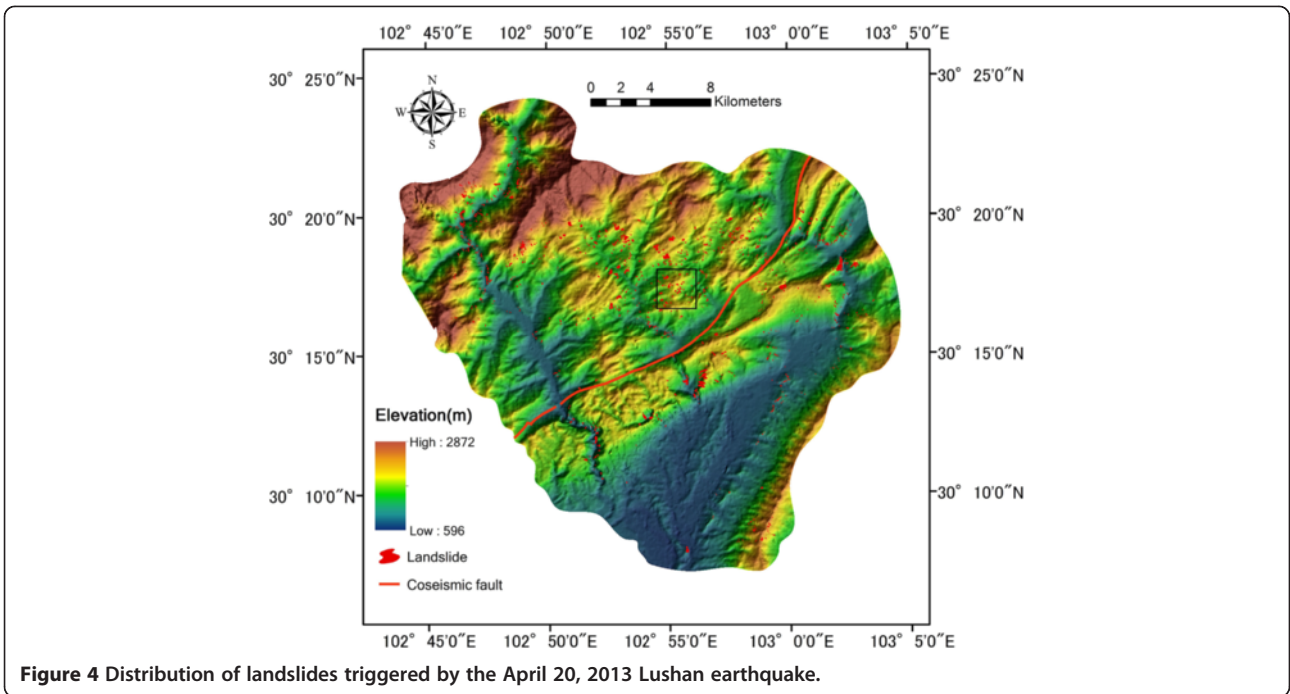 102° 45'0"E 102° 50'0"E 102° 55'0"E 103° 0'0"E 103° 5'0"E
30° 25'0"N 30° 25'0"N
N
W E
S
0 2 4 8
Kilometers
30° 20'0"N 30° 20'0"N
30° 15'0"N 30° 15'0"N
Elevation(m)
High : 2872
30° 10'0"N 30° 10'0"N
Low : 596
Landslide
Coseismic fault
102° 45'0"E 102° 50'0"E 102° 55'0"E 103° 0'0"E 103° 5'0"E
Figure 4 Distribution of landslides triggered by the April 20, 2013 Lushan earthquake.